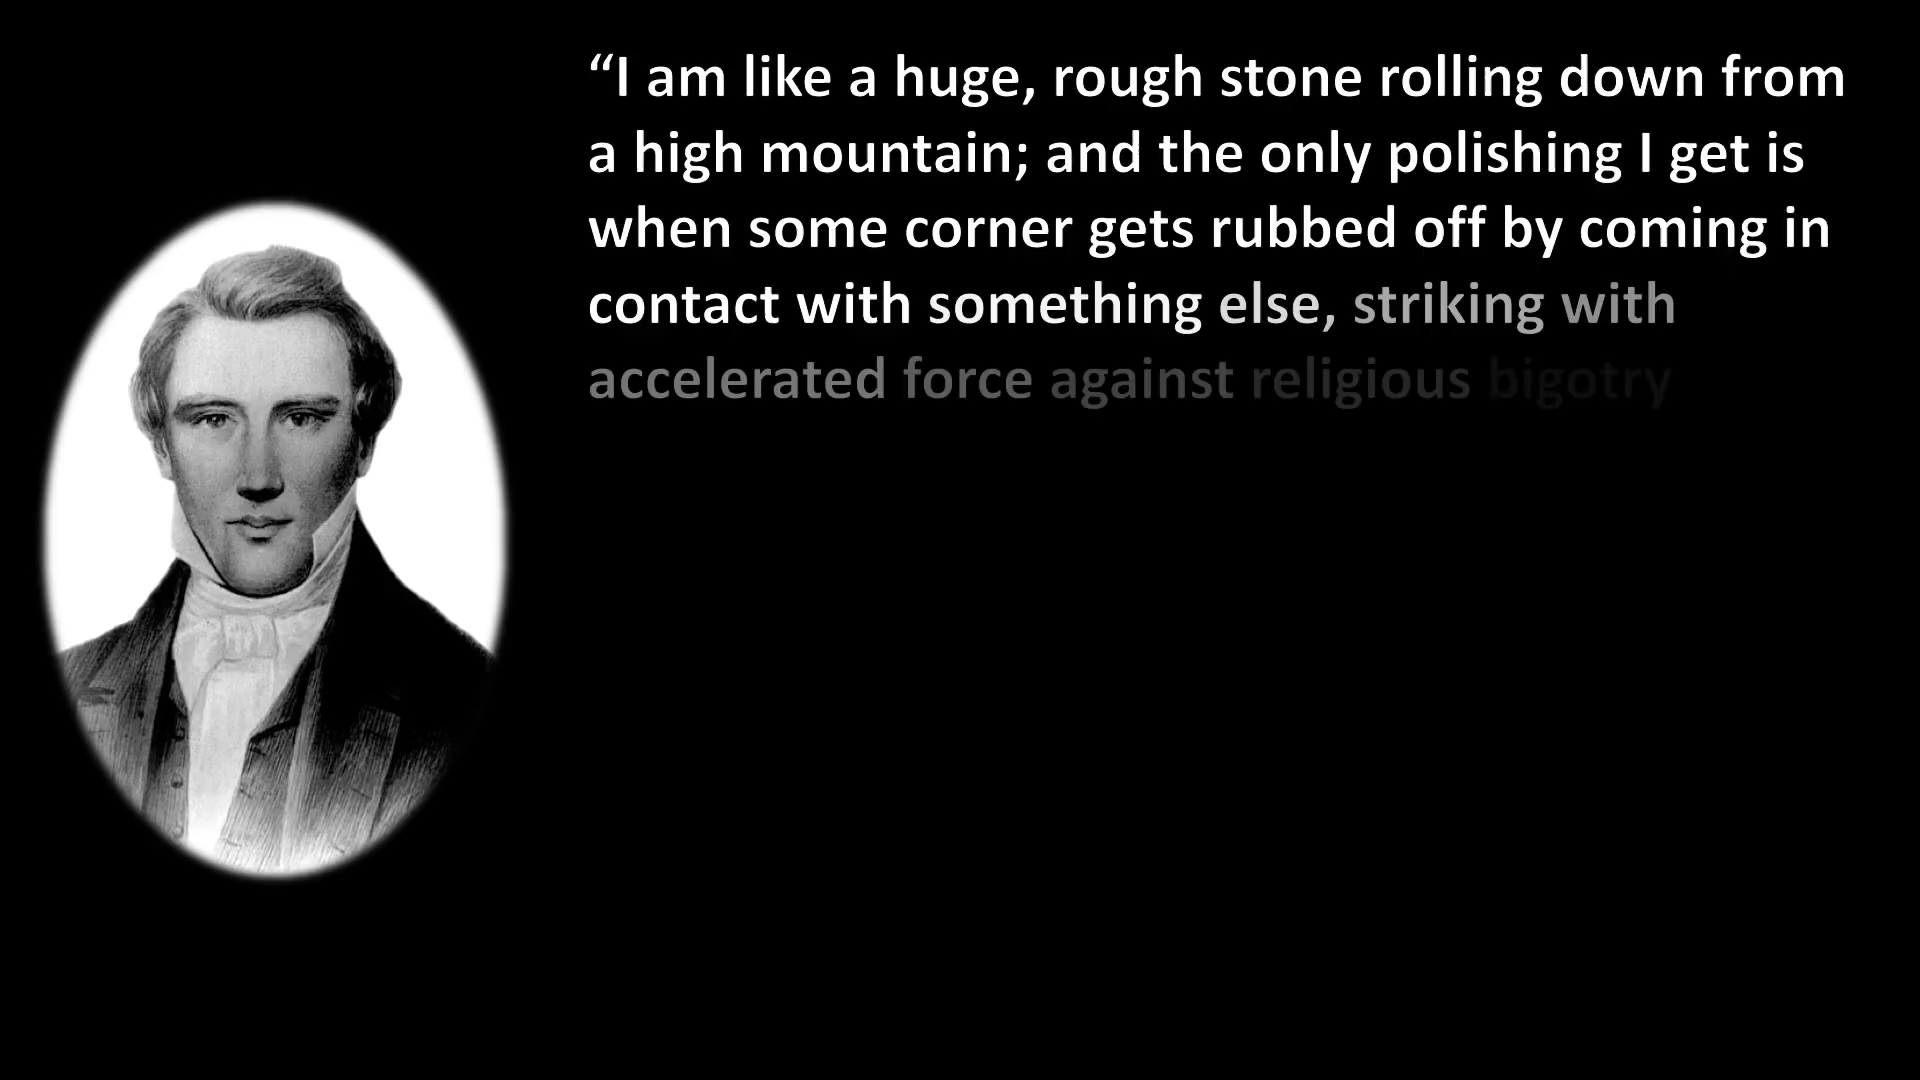 “I am like a huge, rough stone rolling down from
a high mountain; and the only polishing I get is
when some corner gets rubbed off by coming in
contact with something else, striking with
accelerated force against religious bigotry